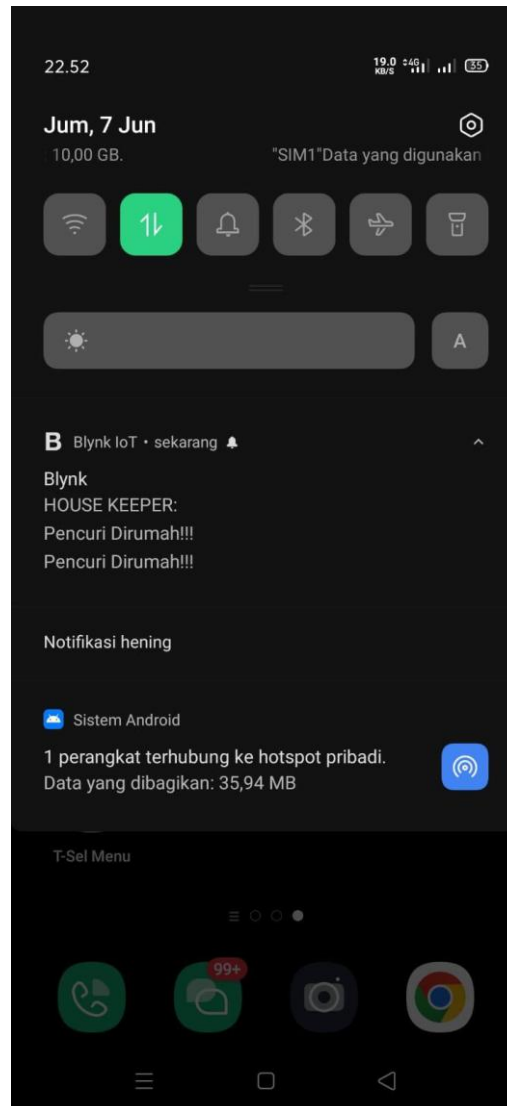 22.52
19.0 KB/S 4G 35
Jum, 7 Jun
10,00 GB. "SIM1"Data yang digunakan
A
B Blynk IoT • sekarang
Blynk
HOUSE KEEPER:
Pencuri Dirumah!!!
Pencuri Dirumah!!!
Notifikasi hening
Sistem Android
1 perangkat terhubung ke hotspot pribadi.
Data yang dibagikan: 35,94 MB
T-Sel Menu
99+